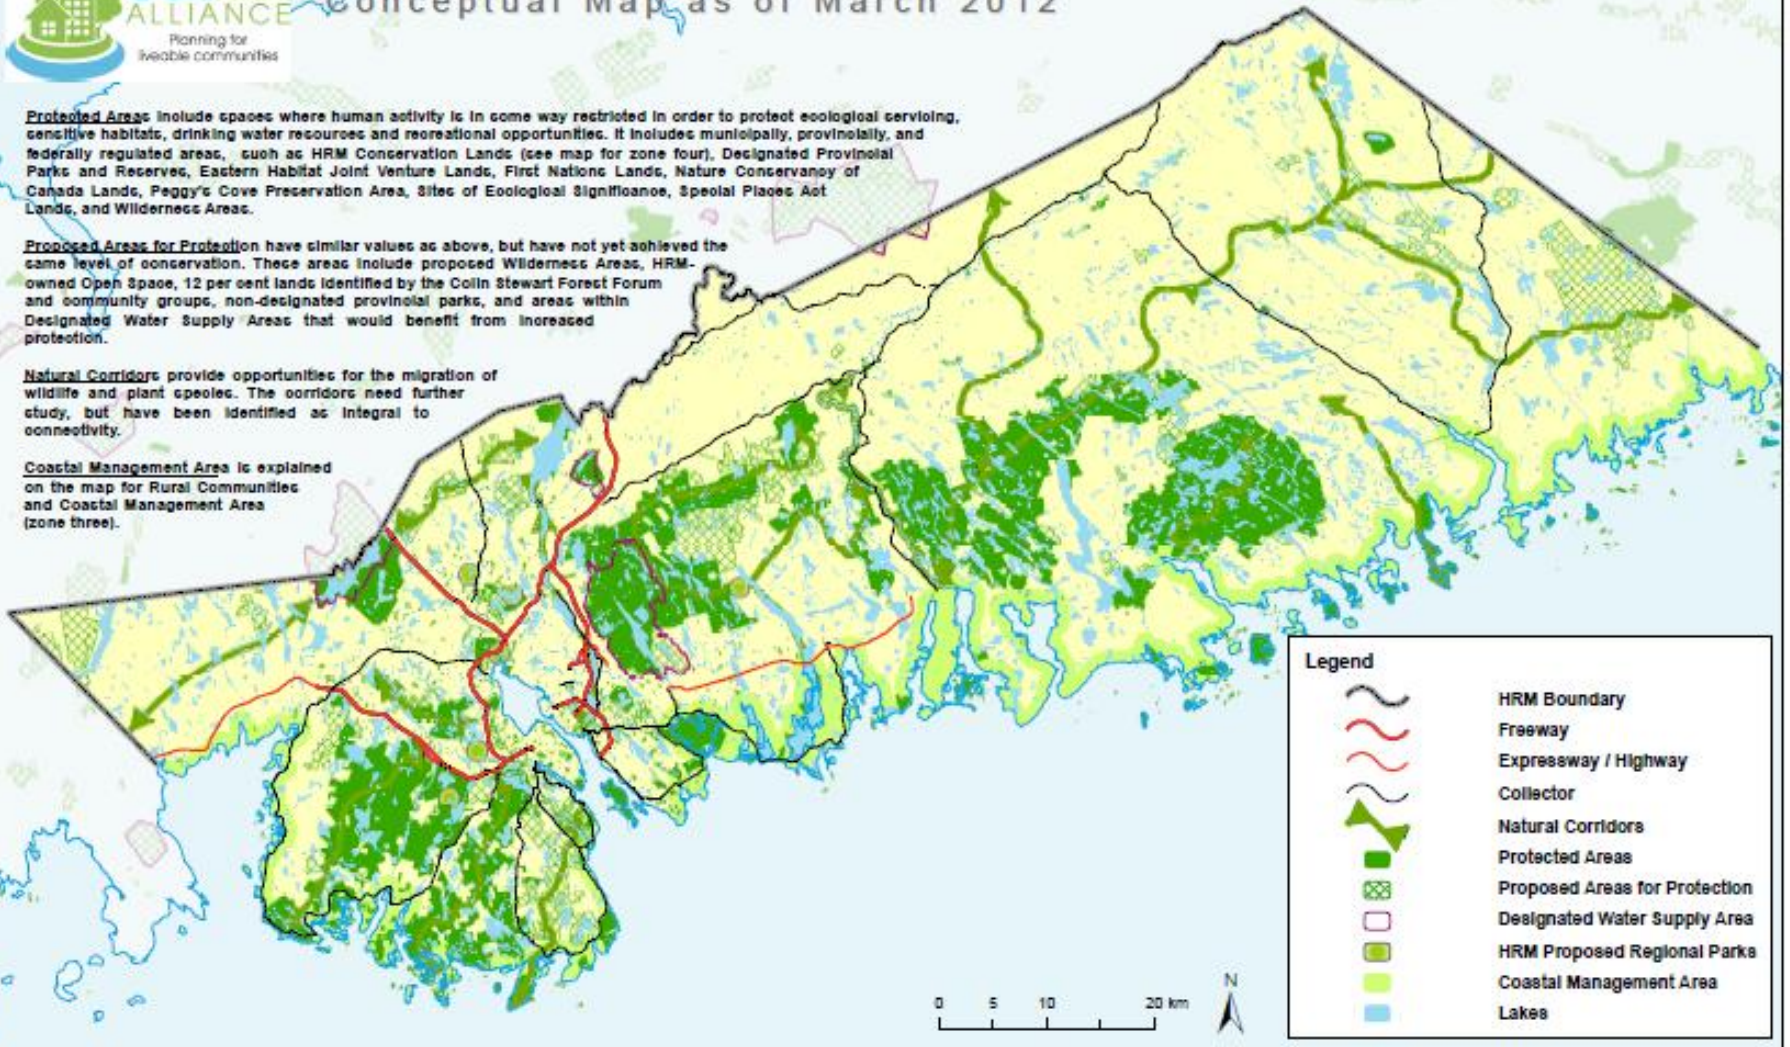 ALLIANCE
Planning for
liveable communities
Conceptual Map as of March 2012
Protected Areas include spaces where human activity is in some way restricted in order to protect ecological servicing,
sensitive habitats, drinking water resources and recreational opportunities. It includes municipally, provincially, and
federally regulated areas, such as HRM Conservation Lands (see map for zone four), Designated Provincial
Parks and Reserves, Eastern Habitat Joint Venture Lands, First Nations Lands, Nature Conservancy of
Canada Lands, Peggy's Cove Preservation Area, Sites of Ecological Significance, Special Places Act
Lands, and Wilderness Areas.
Proposed Areas for Protection have similar values as above, but have not yet achieved the
same level of conservation. These areas include proposed Wilderness Areas, HRM-
owned Open Space, 12 per cent lands identified by the Colin Stewart Forest Forum
and community groups, non-designated provincial parks, and areas within
Designated Water Supply Areas that would benefit from increased
protection.
Natural Corridors provide opportunities for the migration of
wildlife and plant species. The corridors need further
study, but have been identified as integral to
connectivity.
Coastal Management Area is explained
on the map for Rural Communities
and Coastal Management Area
(zone three).
Legend
HRM Boundary
Freeway
Expressway / Highway
Collector
Natural Corridors
Protected Areas
Proposed Areas for Protection
Designated Water Supply Area
HRM Proposed Regional Parks
Coastal Management Area
Lakes
0 5 10 20 km
N